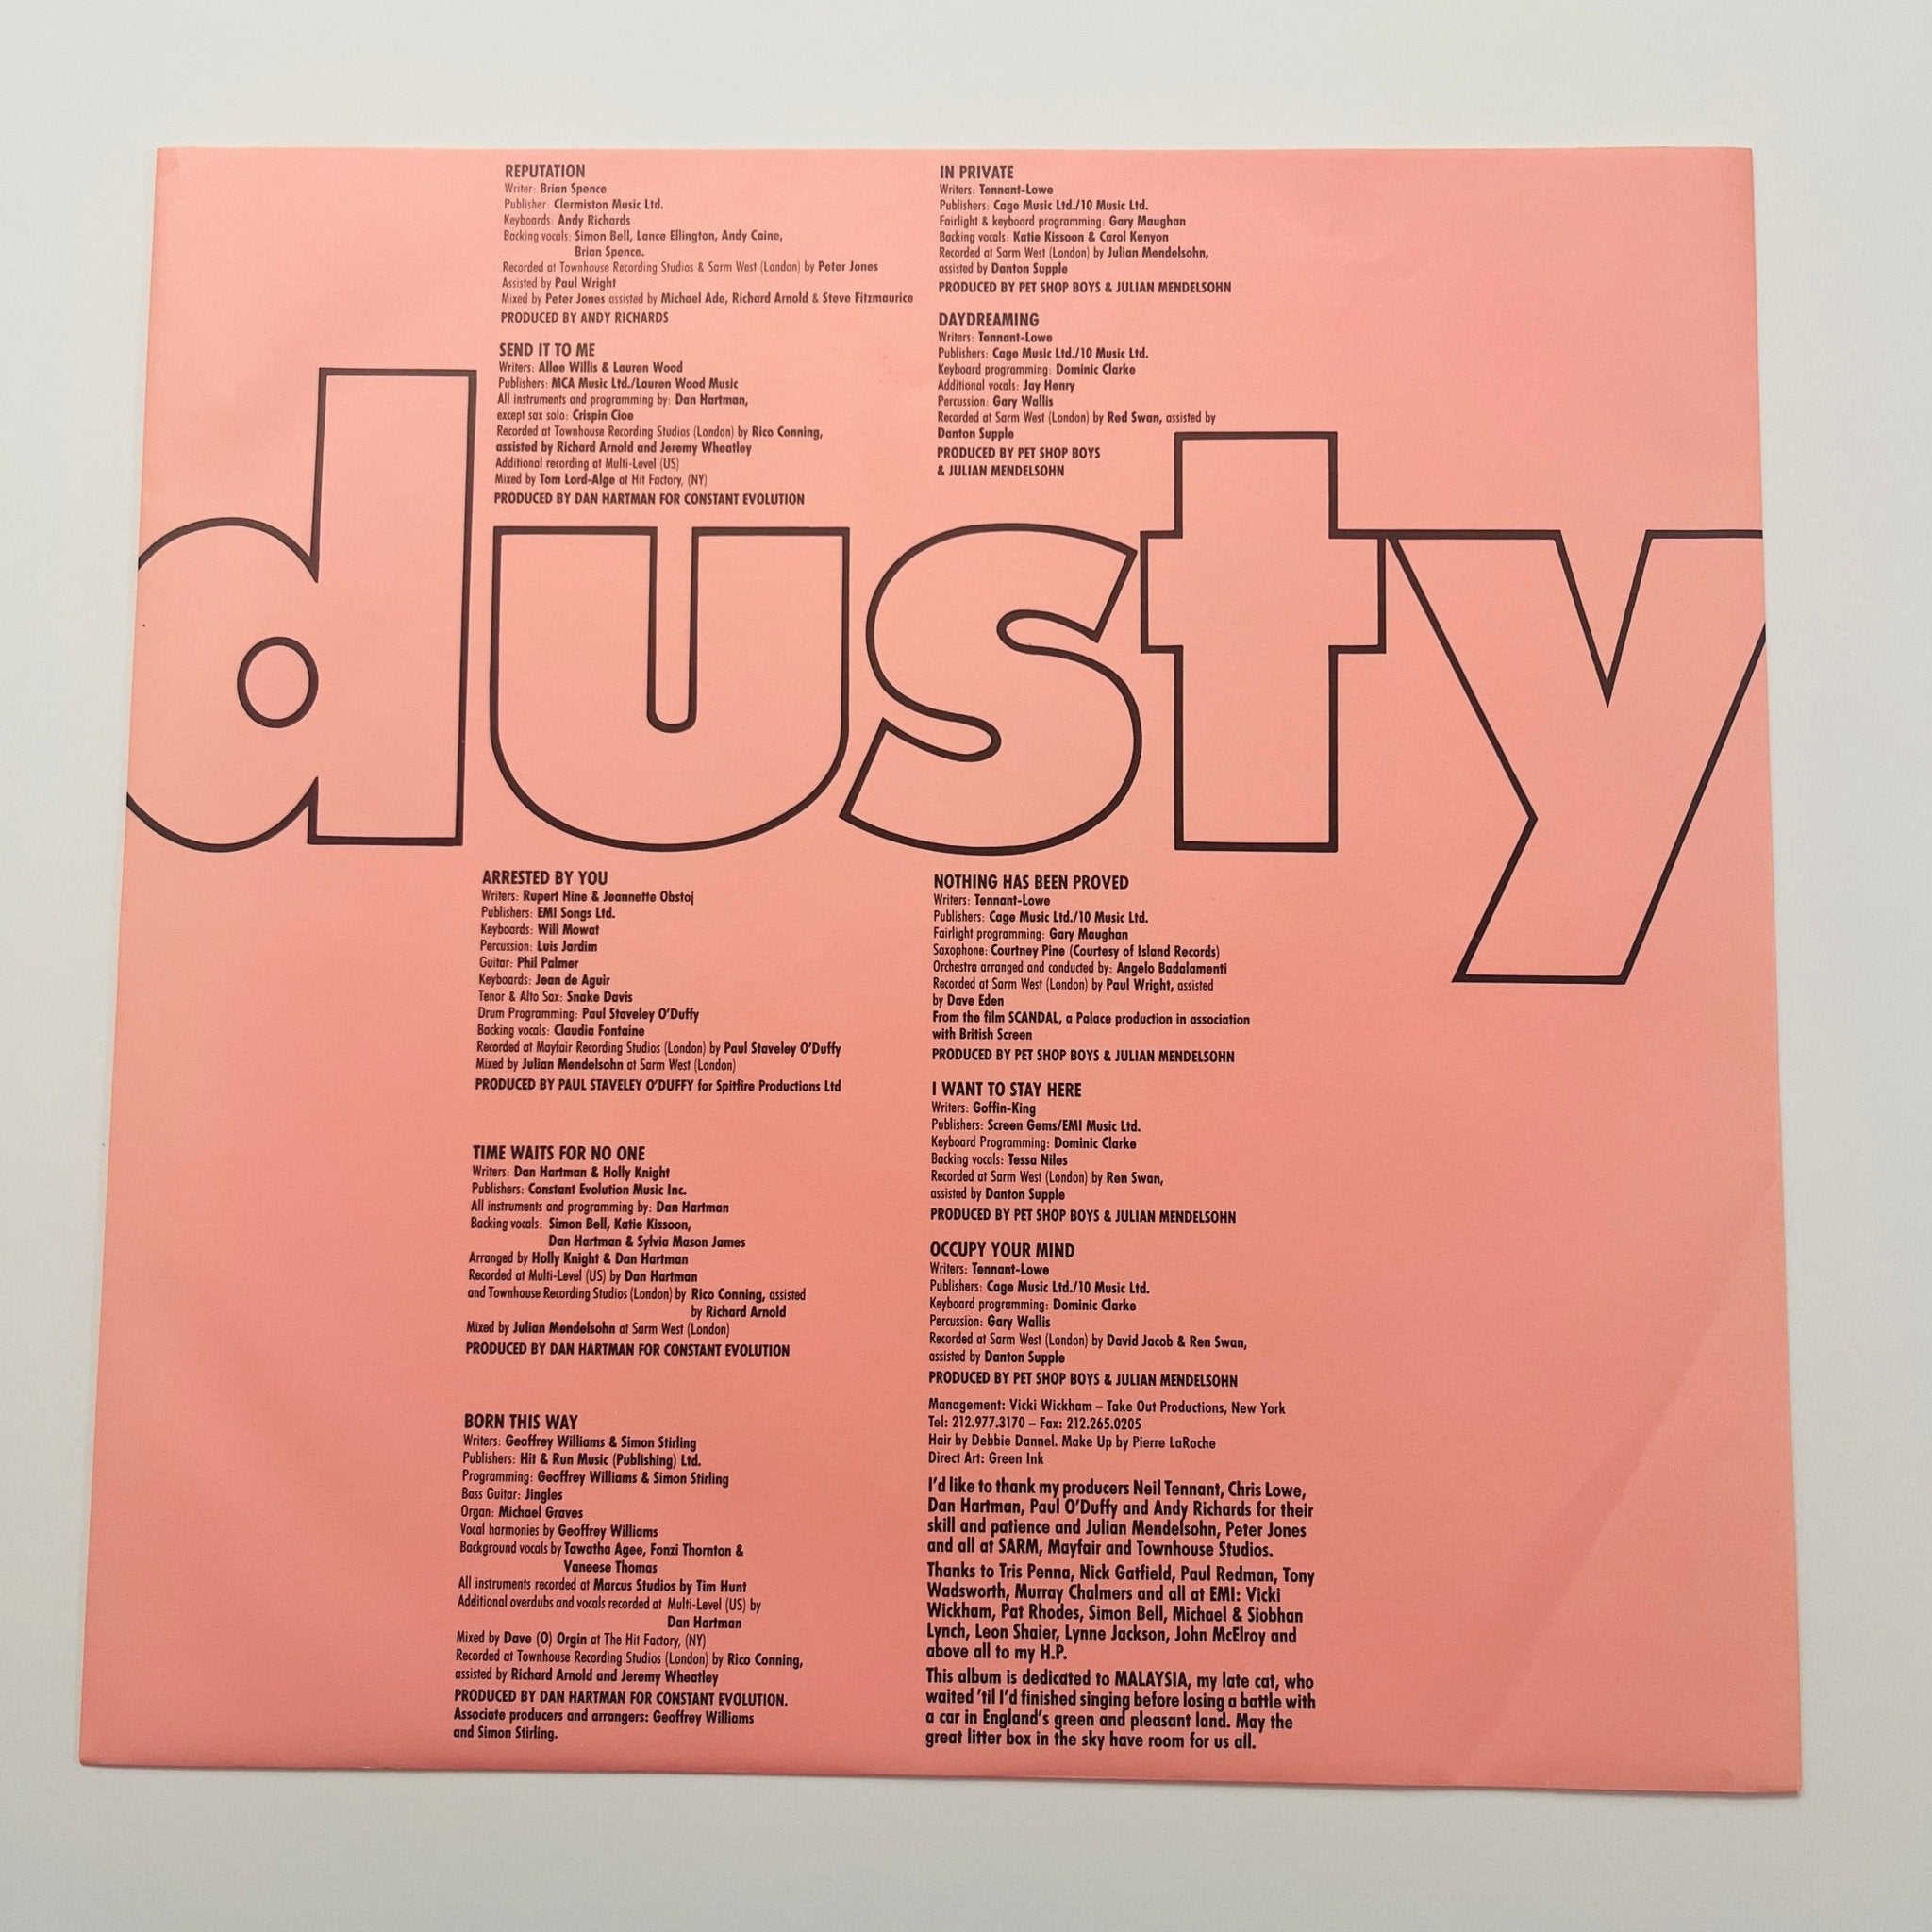 REPUTATION
Writer: Brian Spence
Publisher: Clermiston Music Ltd.
Keyboards: Andy Richards
Backing vocals: Simon Bell, Lance Ellington, Andy Caine,
Brian Spence.
Recorded at Townhouse Recording Studios & Sarm West (London) by Peter Jones
Assisted by Paul Wright
Mixed by Peter Jones assisted by Michael Ade, Richard Arnold & Steve Fitzmaurice
PRODUCED BY ANDY RICHARDS
SEND IT TO ME
Writers: Allee Willis & Lauren Wood
Publishers: MCA Music Ltd./Lauren Wood Music
All instruments and programming by: Dan Hartman,
except sax solo: Crispin Cioe
Recorded at Townhouse Recording Studios (London) by Rico Conning,
assisted by Richard Arnold and Jeremy Wheatley
Additional recording at Multi-Level (US)
Mixed by Tom Lord-Alge at Hit Factory, (NY)
PRODUCED BY DAN HARTMAN FOR CONSTANT EVOLUTION
IN PRIVATE
Writers: Tennant-Lowe
Publishers: Cage Music Ltd./10 Music Ltd.
Fairlight & keyboard programming: Gary Maughan
Backing vocals: Katie Kissoon & Carol Kenyon
Recorded at Sarm West (London) by Julian Mendelsohn,
assisted by Danton Supple
PRODUCED BY PET SHOP BOYS & JULIAN MENDELSOHN
DAYDREAMING
Writers: Tennant-Lowe
Publishers: Cage Music Ltd./10 Music Ltd.
Keyboard programming: Dominic Clarke
Additional vocals: Jay Henry
Percussion: Gary Wallis
Recorded at Sarm West (London) by Red Swan, assisted by
Danton Supple
PRODUCED BY PET SHOP BOYS
& JULIAN MENDELSOHN
dusty
ARRESTED BY YOU
Writers: Rupert Hine & Jeannette Obstoj
Publishers: EMI Songs Ltd.
Keyboards: Will Mowat
Percussion: Luis Jardim
Guitar: Phil Palmer
Keyboards: Jean de Aguir
Tenor & Alto Sax: Snake Davis
Drum Programming: Paul Staveley O'Duffy
Backing vocals: Claudia Fontaine
Recorded at Mayfair Recording Studios (London) by Paul Staveley O'Duffy
Mixed by Julian Mendelsohn at Sarm West (London)
PRODUCED BY PAUL STAVELEY O'DUFFY for Spitfire Productions Ltd
TIME WAITS FOR NO ONE
Writers: Dan Hartman & Holly Knight
Publishers: Constant Evolution Music Inc.
All instruments and programming by: Dan Hartman
Backing vocals: Simon Bell, Katie Kissoon,
Dan Hartman & Sylvia Mason James
Arranged by Holly Knight & Dan Hartman
Recorded at Multi-Level (US) by Dan Hartman
and Townhouse Recording Studios (London) by Rico Conning, assisted
by Richard Arnold
Mixed by Julian Mendelsohn at Sarm West (London)
PRODUCED BY DAN HARTMAN FOR CONSTANT EVOLUTION
BORN THIS WAY
Writers: Geoffrey Williams & Simon Stirling
Publishers: Hit & Run Music (Publishing) Ltd.
Programming: Geoffrey Williams & Simon Stirling
Bass Guitar: Jingles
Organ: Michael Graves
Vocal harmonies by Geoffrey Williams
Background vocals by Tawatha Agee, Fonzi Thornton &
Vaneese Thomas
All instruments recorded at Marcus Studios by Tim Hunt
Additional overdubs and vocals recorded at Multi-Level (US) by
Dan Hartman
Mixed by Dave (O) Orgin at The Hit Factory, (NY)
Recorded at Townhouse Recording Studios (London) by Rico Conning,
assisted by Richard Arnold and Jeremy Wheatley
PRODUCED BY DAN HARTMAN FOR CONSTANT EVOLUTION.
Associate producers and arrangers: Geoffrey Williams
and Simon Stirling.
NOTHING HAS BEEN PROVED
Writers: Tennant-Lowe
Publishers: Cage Music Ltd./10 Music Ltd.
Fairlight programming: Gary Maughan
Saxophone: Courtney Pine (Courtesy of Island Records)
Orchestra arranged and conducted by: Angelo Badalamenti
Recorded at Sarm West (London) by Paul Wright, assisted
by Dave Eden
From the film SCANDAL, a Palace production in association
with British Screen
PRODUCED BY PET SHOP BOYS & JULIAN MENDELSOHN
I WANT TO STAY HERE
Writers: Goffin-King
Publishers: Screen Gems/EMI Music Ltd.
Keyboard Programming: Dominic Clarke
Backing vocals: Tessa Niles
Recorded at Sarm West (London) by Ren Swan,
assisted by Danton Supple
PRODUCED BY PET SHOP BOYS & JULIAN MENDELSOHN
OCCUPY YOUR MIND
Writers: Tennant-Lowe
Publishers: Cage Music Ltd./10 Music Ltd.
Keyboard programming: Dominic Clarke
Percussion: Gary Wallis
Recorded at Sarm West (London) by David Jacob & Ren Swan,
assisted by Danton Supple
PRODUCED BY PET SHOP BOYS & JULIAN MENDELSOHN
Management: Vicki Wickham – Take Out Productions, New York
Tel: 212.977.3170 – Fax: 212.265.0205
Hair by Debbie Dannel. Make Up by Pierre LaRoche
Direct Art: Green Ink
I'd like to thank my producers Neil Tennant, Chris Lowe,
Dan Hartman, Paul O'Duffy and Andy Richards for their
skill and patience and Julian Mendelsohn, Peter Jones
and all at SARM, Mayfair and Townhouse Studios.
Thanks to Tris Penna, Nick Gatfield, Paul Redman, Tony
Wadsworth, Murray Chalmers and all at EMI: Vicki
Wickham, Pat Rhodes, Simon Bell, Michael & Siobhan
Lynch, Leon Shaier, Lynne Jackson, John McElroy and
above all to my H.P.
This album is dedicated to MALAYSIA, my late cat, who
waited 'til I'd finished singing before losing a battle with
a car in England's green and pleasant land. May the
great litter box in the sky have room for us all.